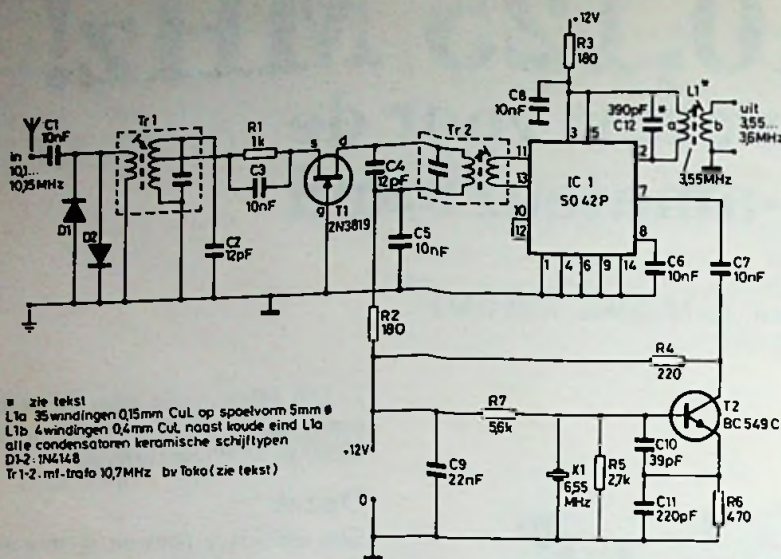 +12V
R3
180
C8
10nF
390pF *
C12
L1*
a
b
uit
3,55...
3,6MHz
3,55MHz
C1
10nF
in
10,1...
10,15MHz
Tr1
R1
1k
C3
10nF
s
d
g
T1
2N3819
C4
12pF
Tr2
11
13
10
12
3
5
2
7
8
IC 1
SO 42 P
1
4
6
9
14
D1
D2
C2
12pF
C5
10nF
C6
10nF
C7
10nF
R2
180
R4
220
T2
BC 549 C
R7
5,6k
+12V
0
C9
22nF
X1
6,55
MHz
R5
2,7k
C10
39pF
C11
220pF
R6
470
* zie tekst
L1a 35windingen 0,15mm CuL op spoelvorm 5mm ø
L1b 4windingen 0,4mm CuL naast koude eind L1a
alle condensatoren keramische schijftypen
D1-2: 1N4148
Tr1-2: mf-trafo 10,7MHz bv Toko (zie tekst)